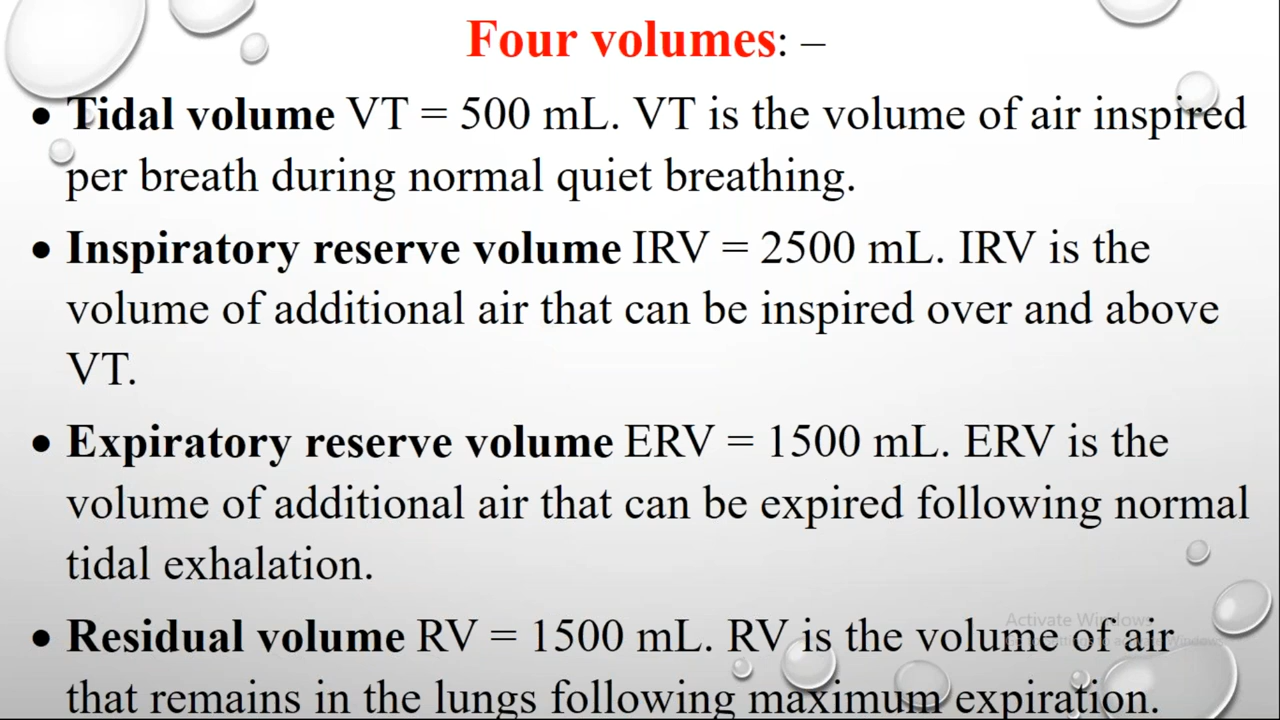 Four volumes: –
• Tidal volume VT = 500 mL. VT is the volume of air inspired
per breath during normal quiet breathing.
• Inspiratory reserve volume IRV = 2500 mL. IRV is the
volume of additional air that can be inspired over and above
VT.
• Expiratory reserve volume ERV = 1500 mL. ERV is the
volume of additional air that can be expired following normal
tidal exhalation.
Activate Windows
• Residual volume RV = 1500 mL. RV is the volume of air
that remains in the lungs following maximum expiration.